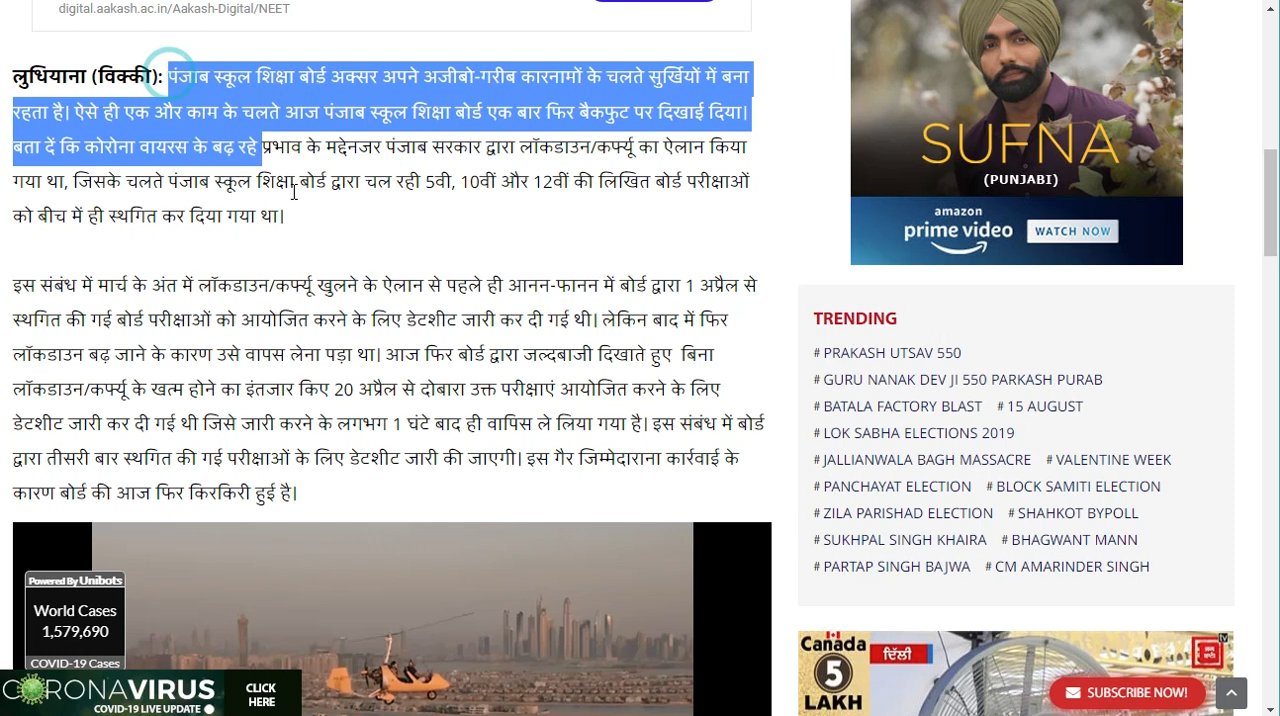 digital.aakash.ac.in/Aakash-Digital/NEET
लुधियाना (विक्की): पंजाब स्कूल शिक्षा बोर्ड अक्सर अपने अजीबो-गरीब कारनामों के चलते सुर्खियों में बना
रहता है। ऐसे ही एक और काम के चलते आज पंजाब स्कूल शिक्षा बोर्ड एक बार फिर बैकफुट पर दिखाई दिया।
बता दें कि कोरोना वायरस के बढ़ रहे प्रभाव के मद्देनजर पंजाब सरकार द्वारा लॉकडाउन/कर्फ्यू का ऐलान किया
गया था, जिसके चलते पंजाब स्कूल शिक्षा बोर्ड द्वारा चल रही 5वी, 10वीं और 12वीं की लिखित बोर्ड परीक्षाओं
को बीच में ही स्थगित कर दिया गया था।
इस संबंध में मार्च के अंत में लॉकडाउन/कर्फ्यू खुलने के ऐलान से पहले ही आनन-फानन में बोर्ड द्वारा 1 अप्रैल से
स्थगित की गई बोर्ड परीक्षाओं को आयोजित करने के लिए डेटशीट जारी कर दी गई थी। लेकिन बाद में फिर
लॉकडाउन बढ़ जाने के कारण उसे वापस लेना पड़ा था। आज फिर बोर्ड द्वारा जल्दबाजी दिखाते हुए बिना
लॉकडाउन/कर्फ्यू के खत्म होने का इंतजार किए 20 अप्रैल से दोबारा उक्त परीक्षाएं आयोजित करने के लिए
डेटशीट जारी कर दी गई थी जिसे जारी करने के लगभग 1 घंटे बाद ही वापिस ले लिया गया है। इस संबंध में बोर्ड
द्वारा तीसरी बार स्थगित की गई परीक्षाओं के लिए डेटशीट जारी की जाएगी। इस गैर जिम्मेदाराना कार्रवाई के
कारण बोर्ड की आज फिर किरकिरी हुई है।
Powered By Unibots
World Cases
1,579,690
COVID-19 Cases
CORONAVIRUS
COVID-19 LIVE UPDATE
CLICK
HERE
SUFNA
(PUNJABI)
amazon
prime video
WATCH NOW
TRENDING
# PRAKASH UTSAV 550
# GURU NANAK DEV JI 550 PARKASH PURAB
# BATALA FACTORY BLAST # 15 AUGUST
# LOK SABHA ELECTIONS 2019
# JALLIANWALA BAGH MASSACRE # VALENTINE WEEK
# PANCHAYAT ELECTION # BLOCK SAMITI ELECTION
# ZILA PARISHAD ELECTION # SHAHKOT BYPOLL
# SUKHPAL SINGH KHAIRA # BHAGWANT MANN
# PARTAP SINGH BAJWA # CM AMARINDER SINGH
Canada
5
LAKH
ਦਿੱਲੀ
tv
SUBSCRIBE NOW!